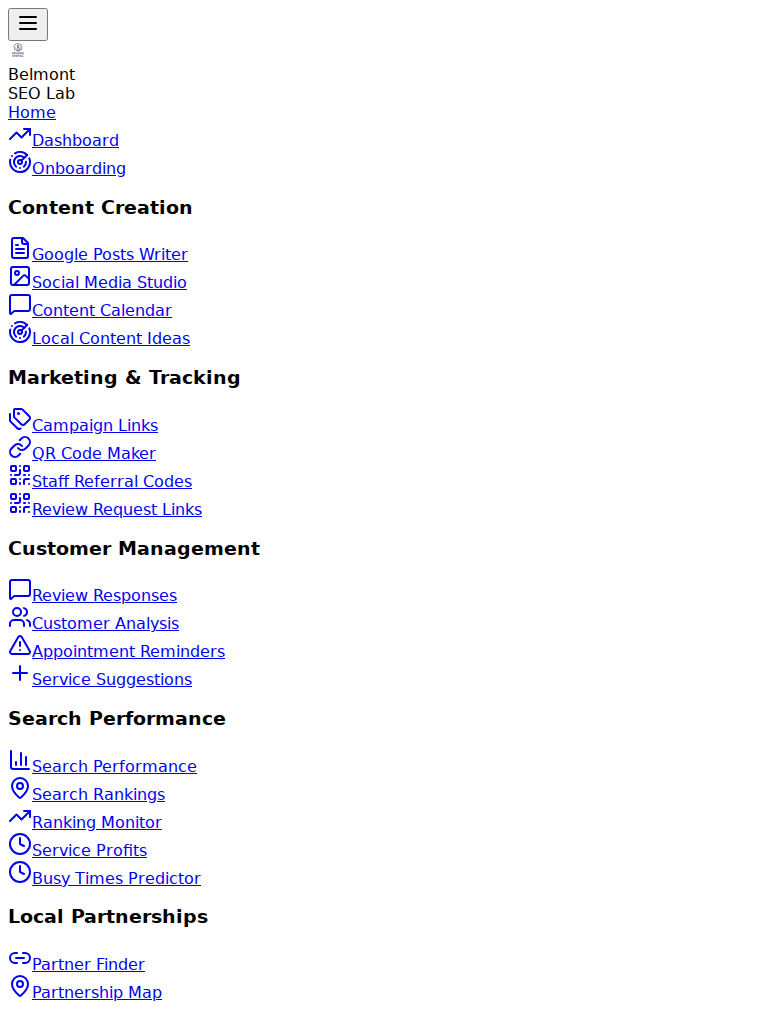 Belmont
SEO Lab
Home
Dashboard
Onboarding
Content Creation
Google Posts Writer
Social Media Studio
Content Calendar
Local Content Ideas
Marketing & Tracking
Campaign Links
QR Code Maker
Staff Referral Codes
Review Request Links
Customer Management
Review Responses
Customer Analysis
Appointment Reminders
Service Suggestions
Search Performance
Search Performance
Search Rankings
Ranking Monitor
Service Profits
Busy Times Predictor
Local Partnerships
Partner Finder
Partnership Map